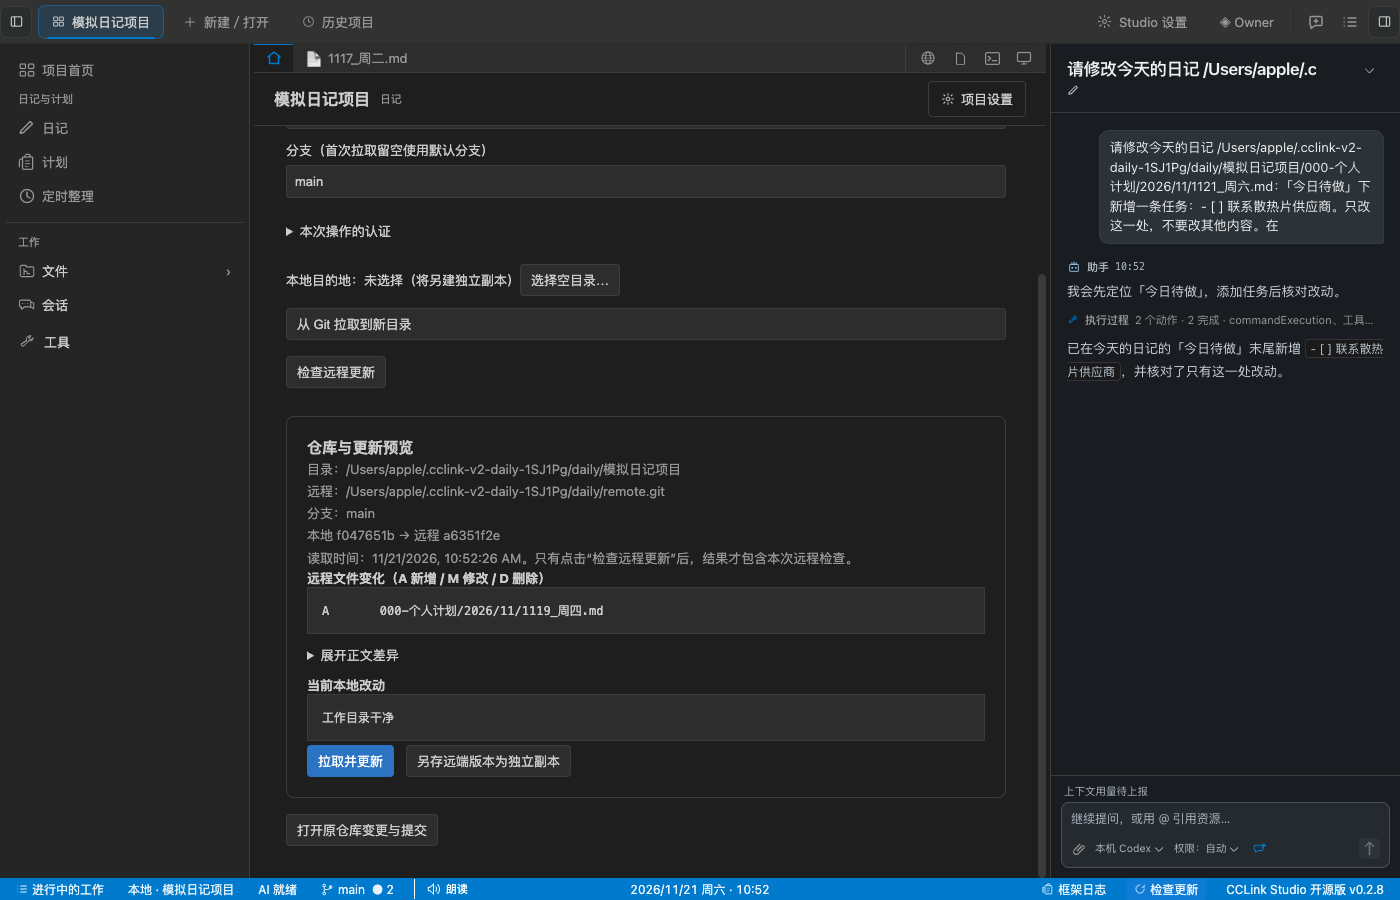 模拟日记项目
新建 / 打开
历史项目
Studio 设置
Owner
项目首页
日记与计划
日记
计划
定时整理
工作
文件
会话
工具
1117_周二.md
模拟日记项目 日记
项目设置
分支（首次拉取留空使用默认分支）
main
本次操作的认证
本地目的地：未选择（将另建独立副本） 选择空目录...
从 Git 拉取到新目录
检查远程更新
仓库与更新预览
目录：/Users/apple/.cclink-v2-daily-1SJ1Pg/daily/模拟日记项目
远程：/Users/apple/.cclink-v2-daily-1SJ1Pg/daily/remote.git
分支：main
本地 f047651b → 远程 a6351f2e
读取时间：11/21/2026, 10:52:26 AM。只有点击“检查远程更新”后，结果才包含本次远程检查。
远程文件变化（A 新增 / M 修改 / D 删除）
A 000-个人计划/2026/11/1119_周四.md
展开正文差异
当前本地改动
工作目录干净
拉取并更新 另存远端版本为独立副本
打开原仓库变更与提交
请修改今天的日记 /Users/apple/.c
请修改今天的日记 /Users/apple/.cclink-v2-
daily-1SJ1Pg/daily/模拟日记项目/000-个人
计划/2026/11/1121_周六.md：「今日待做」下
新增一条任务：- [ ] 联系散热片供应商。只改
这一处，不要改其他内容。在
助手 10:52
我会先定位「今日待做」，添加任务后核对改动。
执行过程 2 个动作 · 2 完成 · commandExecution、工具...
已在今天的日记的「今日待做」末尾新增 - [ ] 联系散热
片供应商，并核对了只有这一处改动。
上下文用量待上报
继续提问，或用 @ 引用资源...
本机 Codex 权限：自动
进行中的工作 本地 · 模拟日记项目 AI 就绪 main 2 朗读 2026/11/21 周六 · 10:52 框架日志 检查更新 CCLink Studio 开源版 v0.2.8